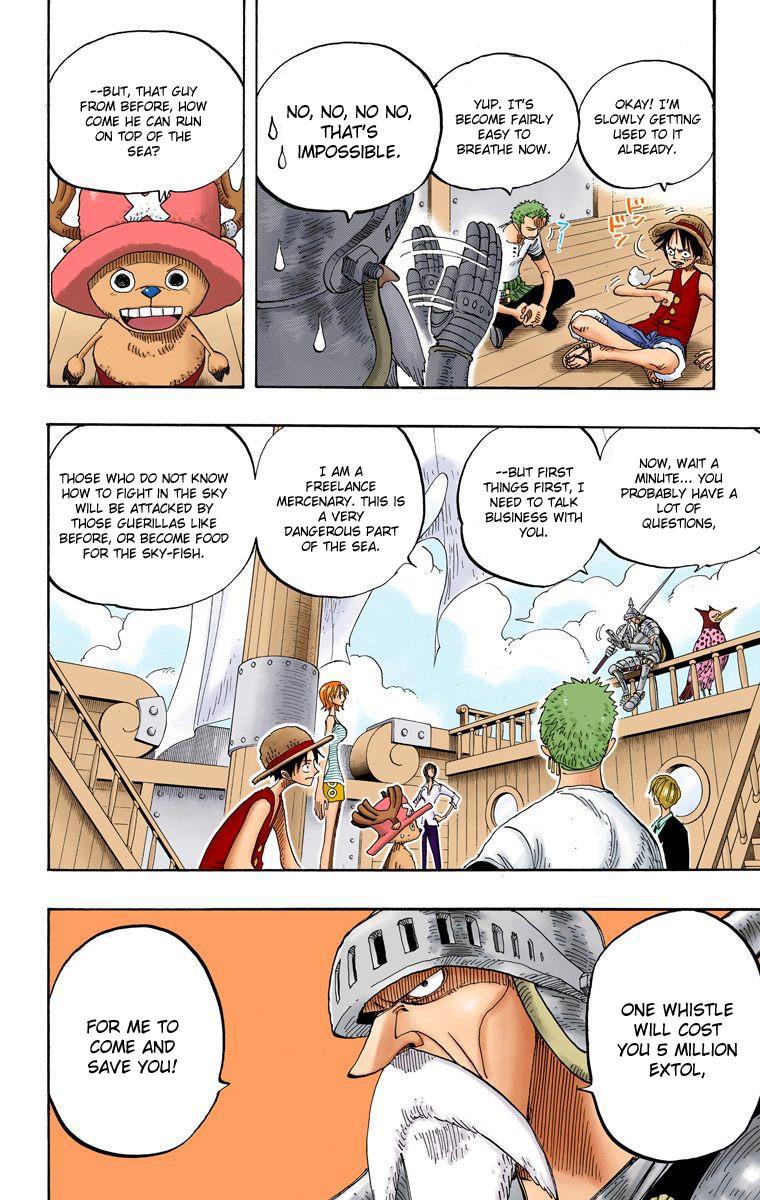 OKAY! I'M
SLOWLY GETTING
USED TO IT
ALREADY.
YUP. IT'S
BECOME FAIRLY
EASY TO
BREATHE NOW.
ドン
ドン
NO, NO, NO NO,
THAT'S
IMPOSSIBLE.
--BUT, THAT GUY
FROM BEFORE, HOW
COME HE CAN RUN
ON TOP OF THE
SEA?
NOW, WAIT A
MINUTE... YOU
PROBABLY HAVE A
LOT OF
QUESTIONS,
--BUT FIRST
THINGS FIRST, I
NEED TO TALK
BUSINESS WITH
YOU.
I AM A
FREELANCE
MERCENARY. THIS IS
A VERY
DANGEROUS PART
OF THE SEA.
THOSE WHO DO NOT KNOW
HOW TO FIGHT IN THE SKY
WILL BE ATTACKED BY
THOSE GUERILLAS LIKE
BEFORE, OR BECOME FOOD
FOR THE SKY-FISH.
ONE WHISTLE
WILL COST
YOU 5 MILLION
EXTOL,
FOR ME TO
COME AND
SAVE YOU!